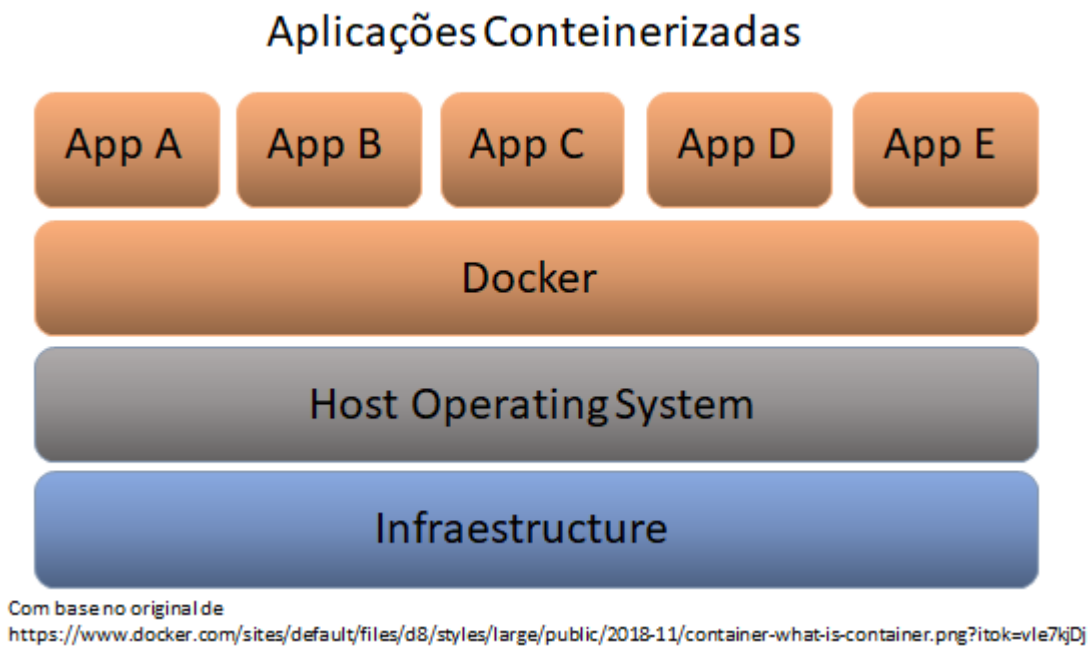 Aplicações Conteinerizadas
App A App B App C App D App E
Docker
Host Operating System
Infraestructure
Com base no original de
https://www.docker.com/sites/default/files/d8/styles/large/public/2018-11/container-what-is-container.png?itok=vle7kjDj